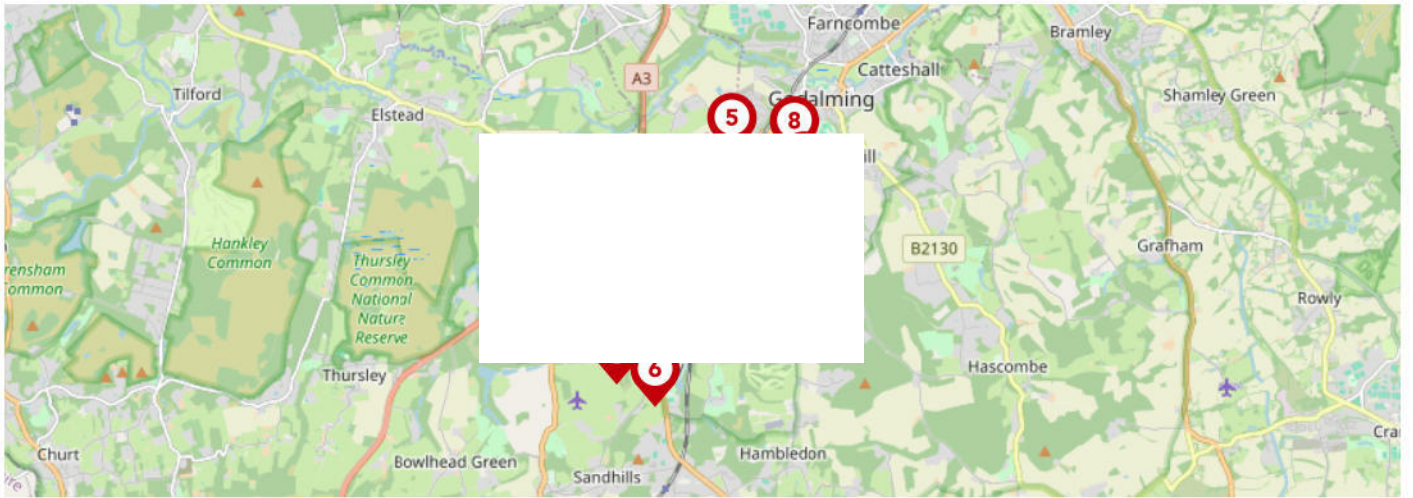 Farncombe
Bramley
Catteshall
A3
Tilford
Shamley Green
Elstead
5
8
Hankley
Common
B2130
Grafham
Thursley
Common
National
Nature
Reserve
Rowly
Hascombe
6
Thursley
Churt
Bowlhead Green
Hambledon
Sandhills